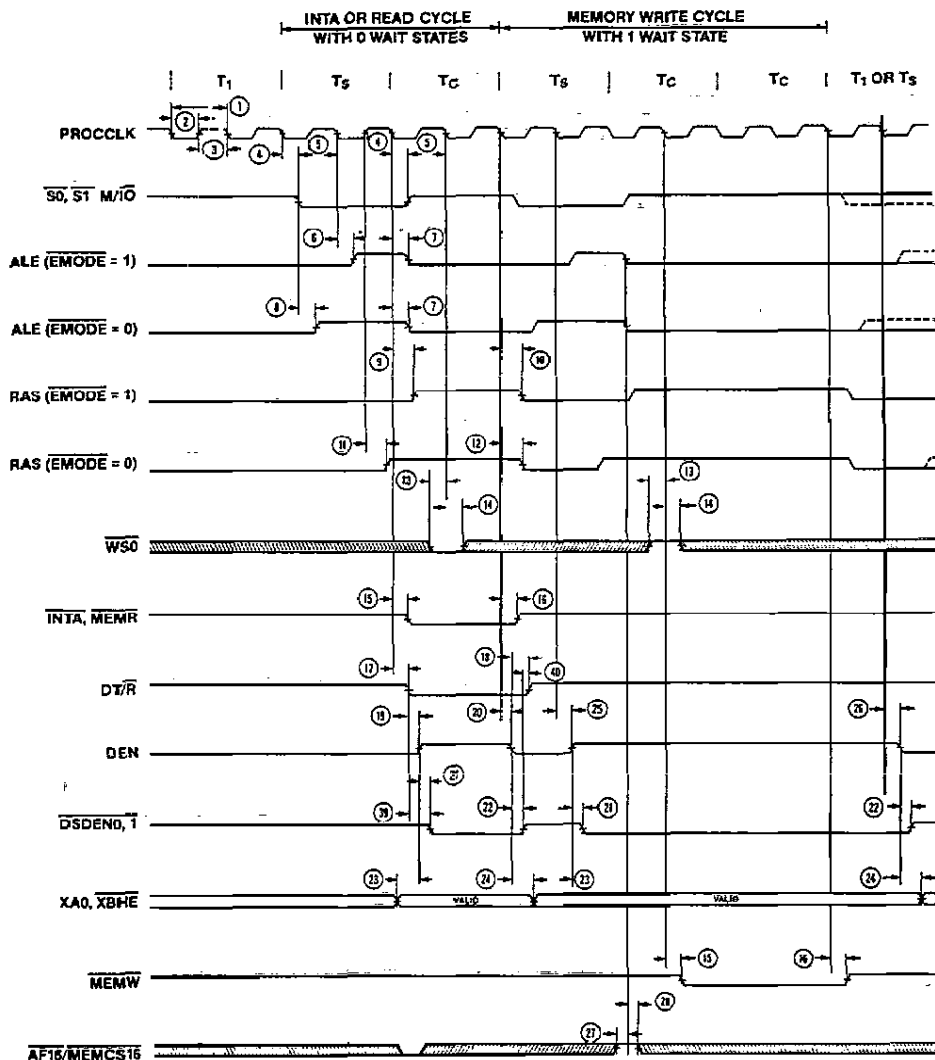 INTA OR READ CYCLE
WITH 0 WAIT STATES
MEMORY WRITE CYCLE
WITH 1 WAIT STATE
T1 TS TC TS TC TC T1 OR TS
1
2
PROCCLK
3 4 5 4 5
S0, S1 M/IO
6 7
ALE (EMODE = 1)
8 7
ALE (EMODE = 0)
9 10
RAS (EMODE = 1)
11 12
RAS (EMODE = 0)
13 13
14 14
WS0
15 16
INTA, MEMR
17 18 40
DT/R
19 20 25 26
DEN
21
39 22 21 22
DSDEN0, 1
23 24 23 24
XA0, XBHE
VALID VALID
15 16
MEMW
28
27
AF16/MEMCS16